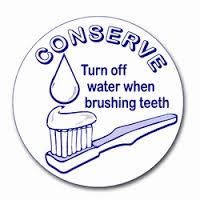 CONSERVE
Turn off
water when
brushing teeth